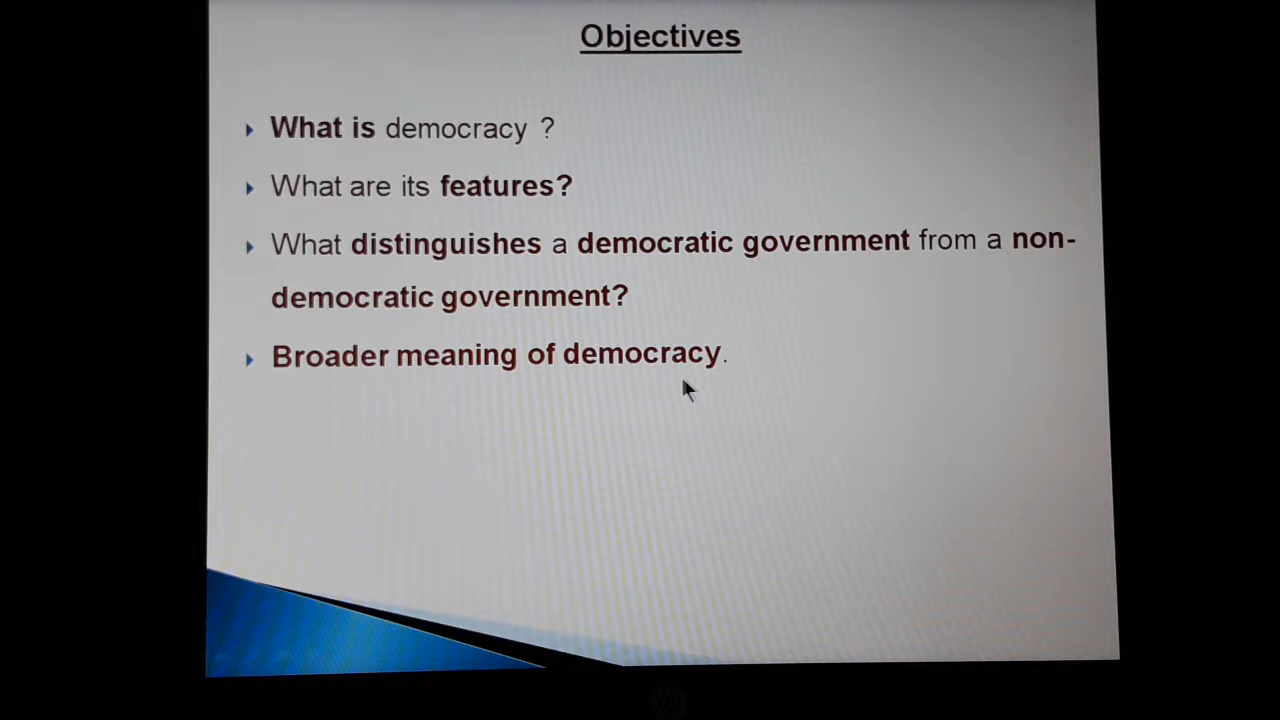 Objectives
What is democracy ?
What are its features?
What distinguishes a democratic government from a non-
democratic government?
Broader meaning of democracy.
hp